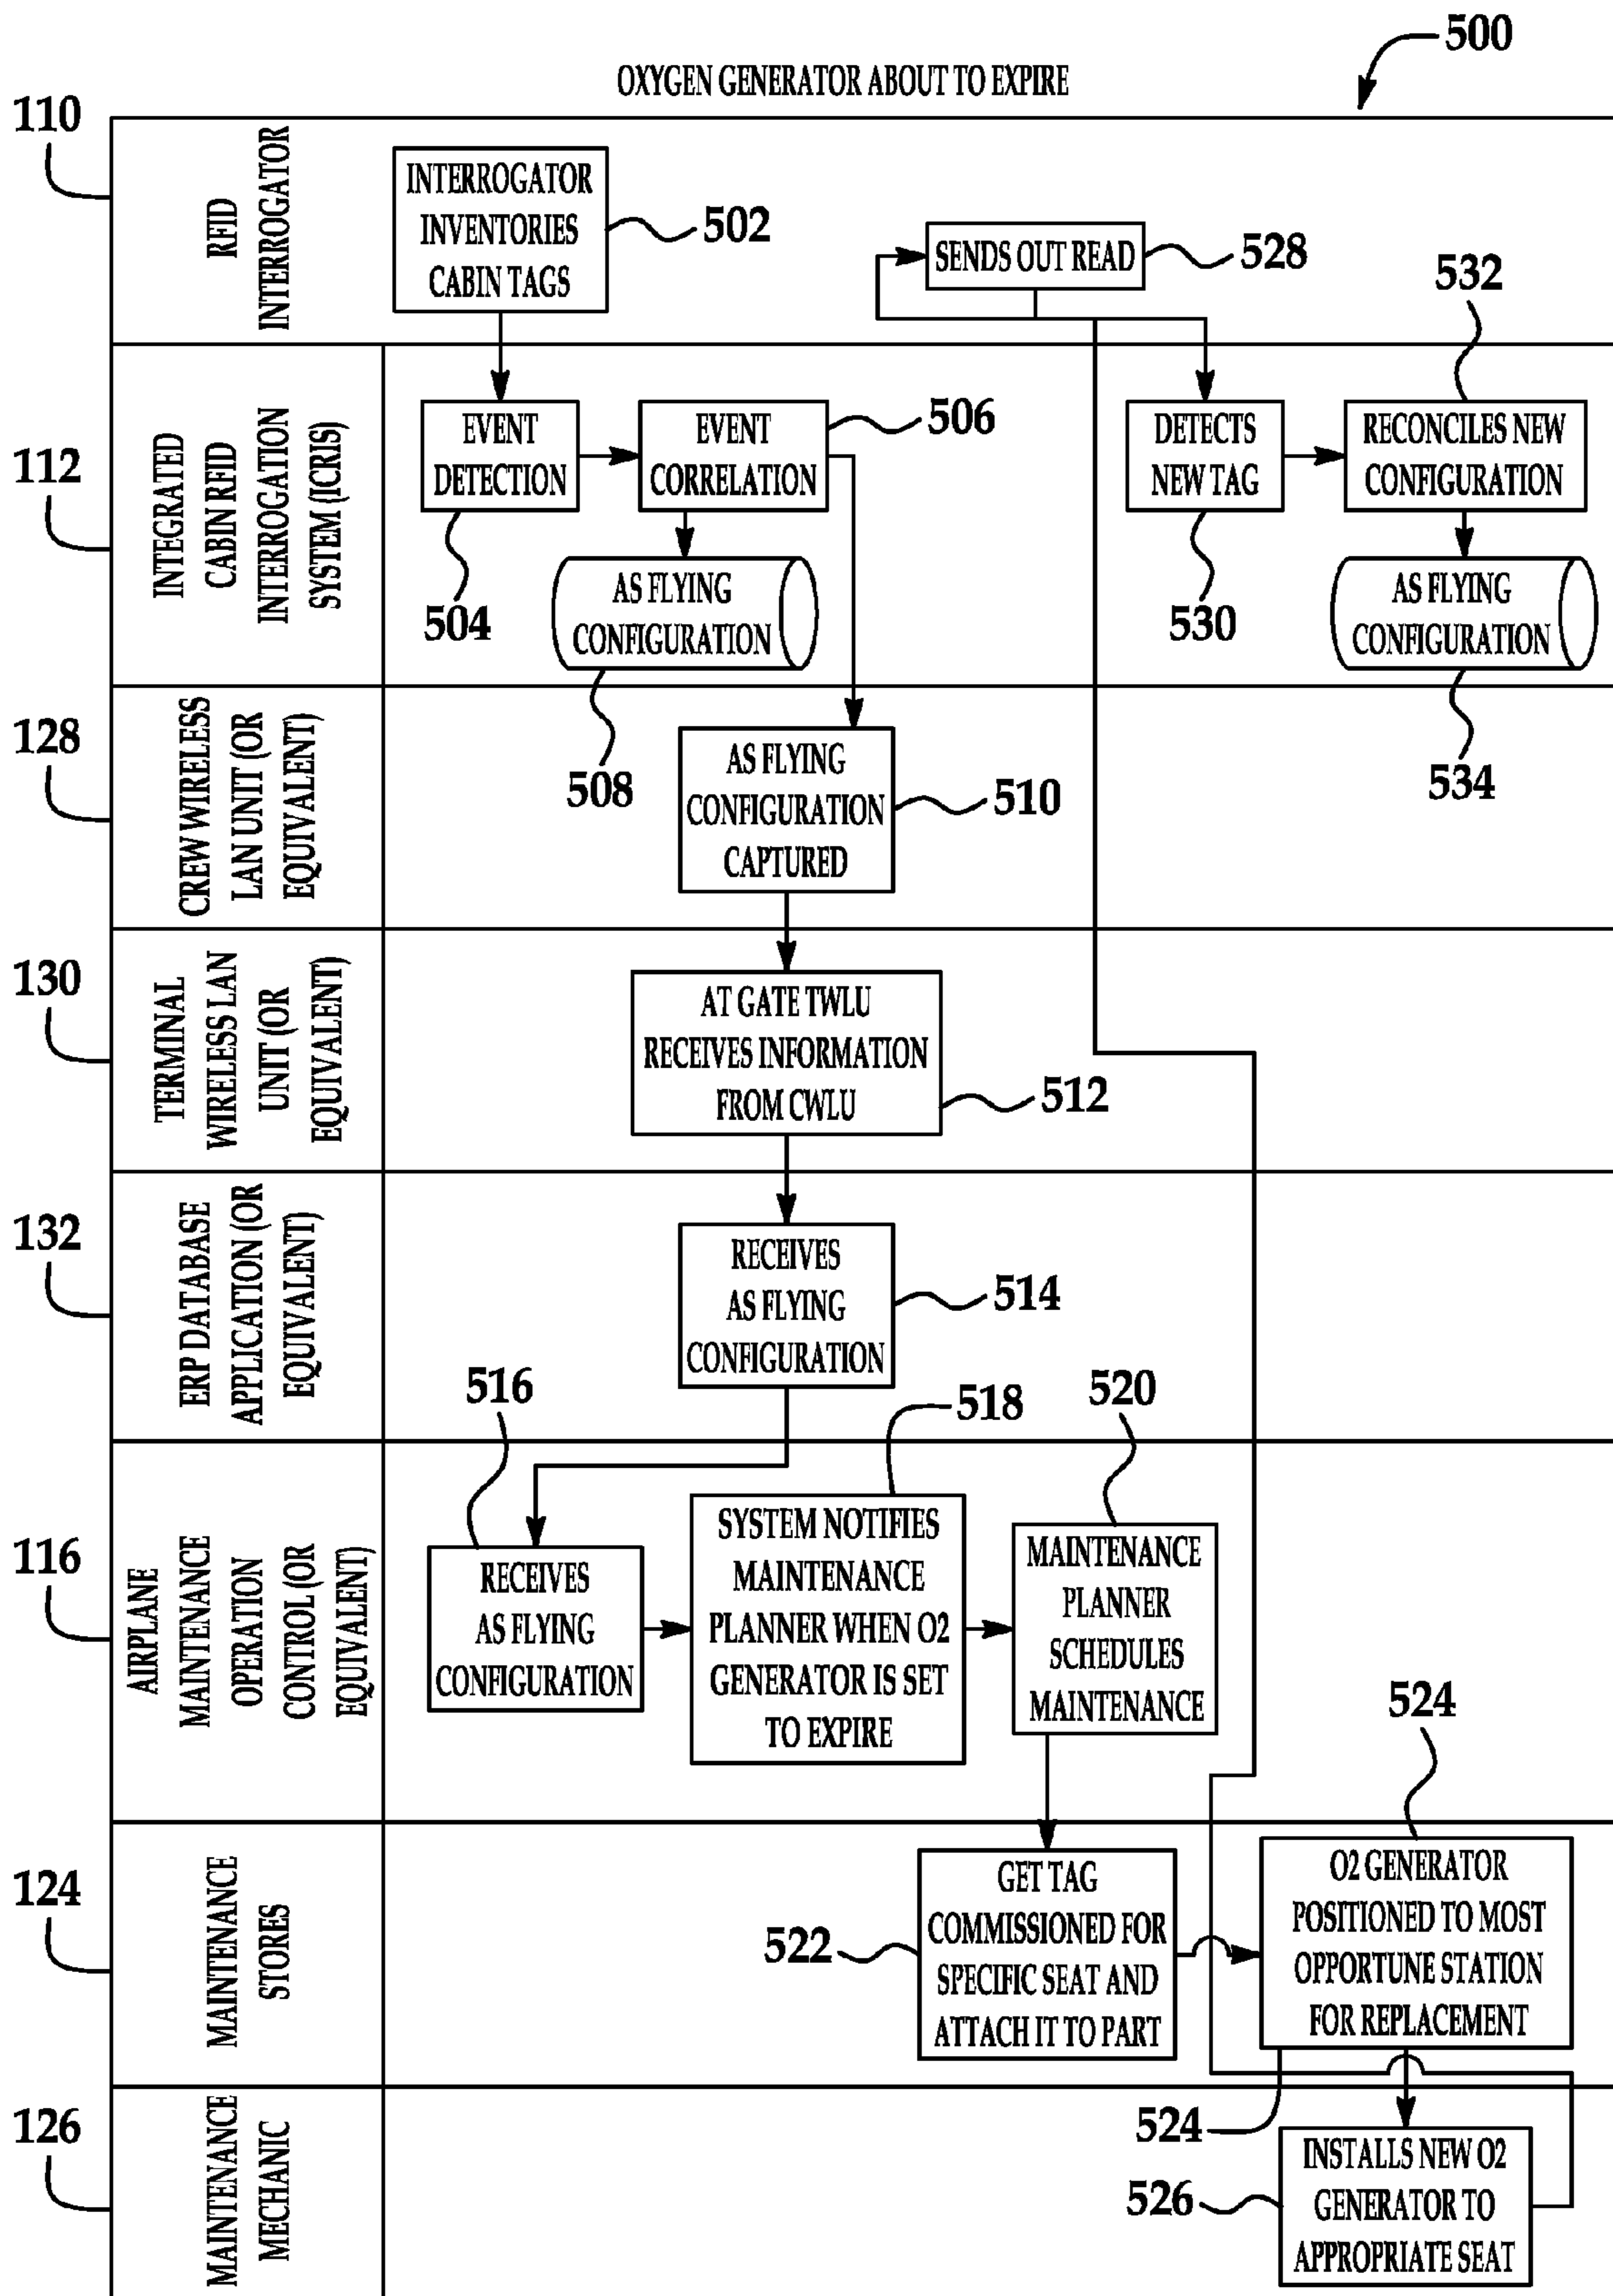 500
OXYGEN GENERATOR ABOUT TO EXPIRE
110
RFID
INTERROGATOR
INTERROGATOR
INVENTORIES
CABIN TAGS
502
SENDS OUT READ
528
532
112
INTEGRATED
CABIN RFID
INTERROGATION
SYSTEM (ICRIS)
EVENT
DETECTION
504
EVENT
CORRELATION
506
AS FLYING
CONFIGURATION
508
DETECTS
NEW TAG
530
RECONCILES NEW
CONFIGURATION
AS FLYING
CONFIGURATION
534
128
CREW WIRELESS
LAN UNIT (OR
EQUIVALENT)
AS FLYING
CONFIGURATION
CAPTURED
510
130
TERMINAL
WIRELESS LAN
UNIT (OR
EQUIVALENT)
AT GATE TWLU
RECEIVES INFORMATION
FROM CWLU
512
132
ERP DATABASE
APPLICATION (OR
EQUIVALENT)
RECEIVES
AS FLYING
CONFIGURATION
514
516
518
520
116
AIRPLANE
MAINTENANCE
OPERATION
CONTROL (OR
EQUIVALENT)
RECEIVES
AS FLYING
CONFIGURATION
SYSTEM NOTIFIES
MAINTENANCE
PLANNER WHEN O2
GENERATOR IS SET
TO EXPIRE
MAINTENANCE
PLANNER
SCHEDULES
MAINTENANCE
524
124
MAINTENANCE
STORES
522
GET TAG
COMMISSIONED FOR
SPECIFIC SEAT AND
ATTACH IT TO PART
O2 GENERATOR
POSITIONED TO MOST
OPPORTUNE STATION
FOR REPLACEMENT
524
126
MAINTENANCE
MECHANIC
526
INSTALLS NEW O2
GENERATOR TO
APPROPRIATE SEAT